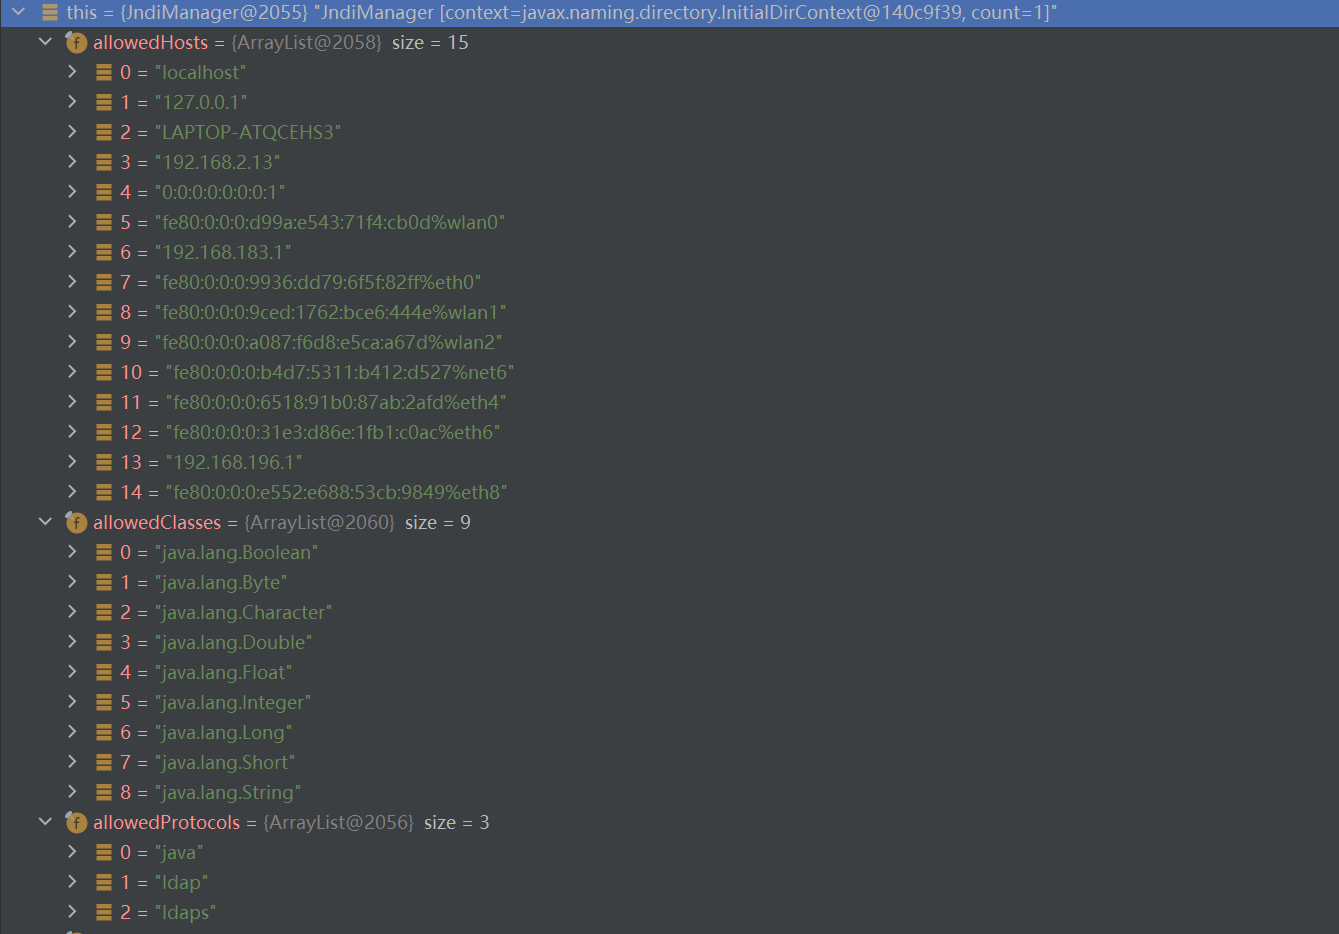 this = {JndiManager@2055} "JndiManager [context=javax.naming.directory.InitialDirContext@140c9f39, count=1]"
f allowedHosts = {ArrayList@2058} size = 15
0 = "localhost"
1 = "127.0.0.1"
2 = "LAPTOP-ATQCEHS3"
3 = "192.168.2.13"
4 = "0:0:0:0:0:0:0:1"
5 = "fe80:0:0:0:d99a:e543:71f4:cb0d%wlan0"
6 = "192.168.183.1"
7 = "fe80:0:0:0:9936:dd79:6f5f:82ff%eth0"
8 = "fe80:0:0:0:9ced:1762:bce6:444e%wlan1"
9 = "fe80:0:0:0:a087:f6d8:e5ca:a67d%wlan2"
10 = "fe80:0:0:0:b4d7:5311:b412:d527%net6"
11 = "fe80:0:0:0:6518:91b0:87ab:2afd%eth4"
12 = "fe80:0:0:0:31e3:d86e:1fb1:c0ac%eth6"
13 = "192.168.196.1"
14 = "fe80:0:0:0:e552:e688:53cb:9849%eth8"
f allowedClasses = {ArrayList@2060} size = 9
0 = "java.lang.Boolean"
1 = "java.lang.Byte"
2 = "java.lang.Character"
3 = "java.lang.Double"
4 = "java.lang.Float"
5 = "java.lang.Integer"
6 = "java.lang.Long"
7 = "java.lang.Short"
8 = "java.lang.String"
f allowedProtocols = {ArrayList@2056} size = 3
0 = "java"
1 = "ldap"
2 = "ldaps"